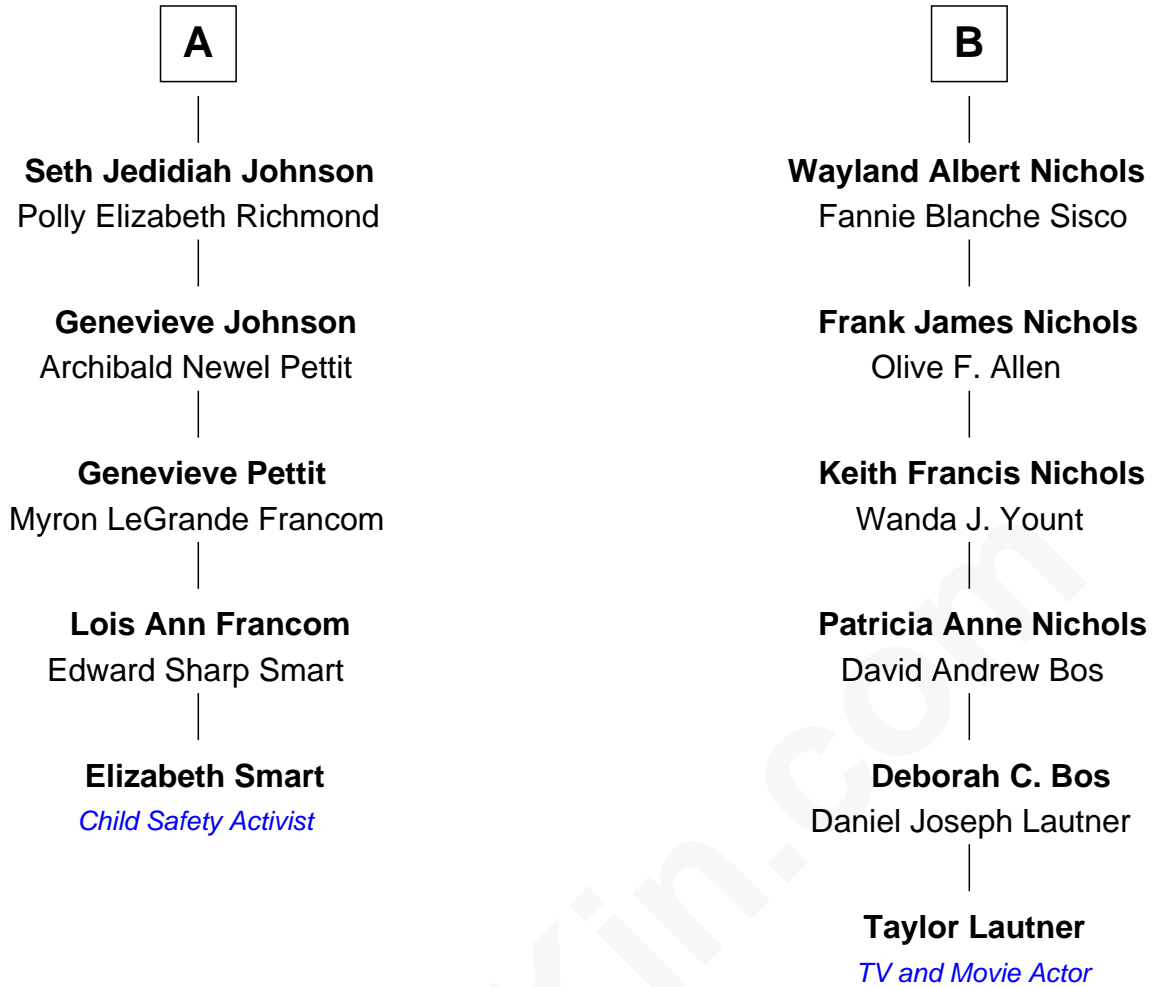 A
Seth Jedidiah Johnson
Polly Elizabeth Richmond
Genevieve Johnson
Archibald Newel Pettit
Genevieve Pettit
Myron LeGrande Francom
Lois Ann Francom
Edward Sharp Smart
Elizabeth Smart
Child Safety Activist
B
Wayland Albert Nichols
Fannie Blanche Sisco
Frank James Nichols
Olive F. Allen
Keith Francis Nichols
Wanda J. Yount
Patricia Anne Nichols
David Andrew Bos
Deborah C. Bos
Daniel Joseph Lautner
Taylor Lautner
TV and Movie Actor
Kin.com